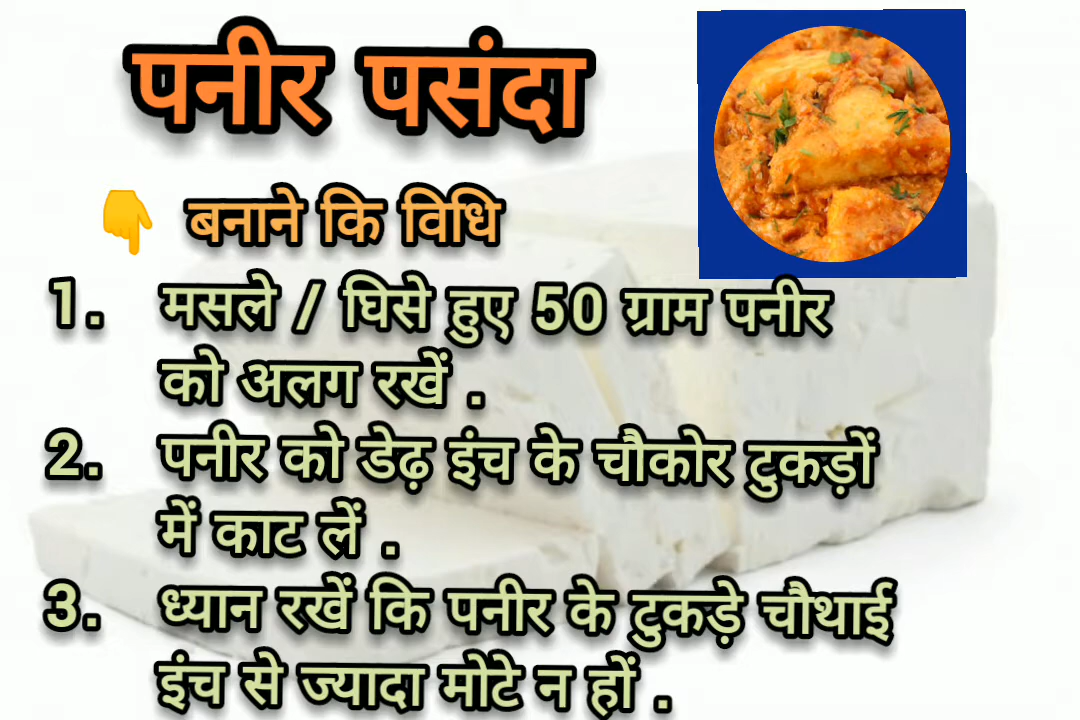 पनीर पसंदा
👇 बनाने कि विधि
1. मसले / घिसे हुए 50 ग्राम पनीर
को अलग रखें .
2. पनीर को डेढ़ इंच के चौकोर टुकड़ों
में काट लें .
3. ध्यान रखें कि पनीर के टुकड़े चौथाई
इंच से ज्यादा मोटे न हों .